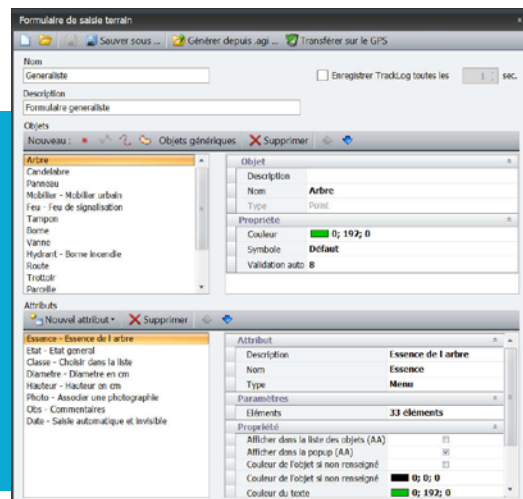 Formulaire de saisie terrain
Sauver sous ... Générer depuis .agi ... Transférer sur le GPS
Nom
Generaliste
Enregistrer TrackLog toutes les 1 sec.
Description
Formulaire generaliste
Objets
Nouveau : Objets génériques Supprimer
Arbre
Candelabre
Panneau
Mobilier - Mobilier urbain
Feu - Feu de signalisation
Tampon
Borne
Vanne
Hydrant - Borne Incendie
Route
Trottoir
Parcelle
Objet
Description
Nom Arbre
Type Point
Propriété
Couleur 0; 192; 0
Symbole Défaut
Validation auto 8
Attributs
Nouvel attribut Supprimer
Essence - Essence de l arbre
Etat - Etat general
Classe - Choisir dans la liste
Diametre - Diametre en cm
Hauteur - Hauteur en cm
Photo - Associer une photographie
Obs - Commentaires
Date - Saisie automatique et invisible
Attribut
Description Essence de l arbre
Nom Essence
Type Menu
Paramètres
Eléments 33 éléments
Propriété
Afficher dans la liste des objets (AA)
Afficher dans la popup (AA)
Couleur de l'objet si non renseigné
Couleur de l'objet si non renseigné 0; 0; 0
Couleur du texte 0; 192; 0